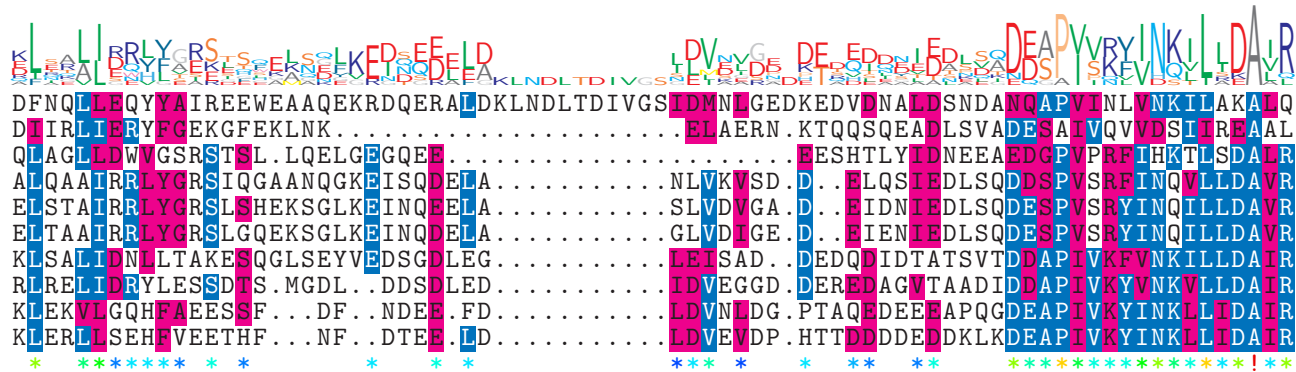 DFNQLLEQYYAIREEWEAAQEKRDQERALDKLNDLTDIVGSIDMNLGEDKEDVDNALDSNDANQAPVINLVNKILAKALQ
DIIRLIERYFGEKGFEKLNK......................ELAERN.KTQQSQEADLSVADESAIVQVVDSIIREAAL
QLAGLLDWVGSRSTSL.LQELGEGQEE......................EESHTLYIDNEEAEDGPVPRFIHKTLSDALR
ALQAAIRRLYGRSIQGAANQGKEISQDELA...........NLVKVSD.D..ELQSIEDLSQDDSPVSRFINQVLLDAVR
ELSTAIRRLYGRSLSHEKSGLKEINQEELA...........SLVDVGA.D..EIDNIEDLSQDESPVSRYINQILLDAVR
ELTAAIRRLYGRSLGQEKSGLKEINQDELA...........GLVDIGE.D..EIENIEDLSQDESPVSRYINQILLDAVR
KLSALIDNLLTAKESQGLSEYVEDSGDLEG...........LEISAD..DEDQDIDTATSVTDDAPIVKFVNKILLDAIR
RLRELIDRYLESSDTS.MGDL..DDSDLED...........IDVEGGD.DEREDAGVTAADIDDAPIVKYVNKVLLDAIR
KLEKVLGQHFAEESSF...DF..NDEE.FD...........LDVNLDG.PTAQEDEEEAPQGDEAPIVKYINKLLIDAIR
KLERLLSEHFVEETHF...NF..DTEE.LD...........LDVEVDP.HTTDDDDDEDDKLKDEAPIVKYINKLLIDAIR
 *  ******* * *       *   * *            *** *   *  **  **    ***************!**